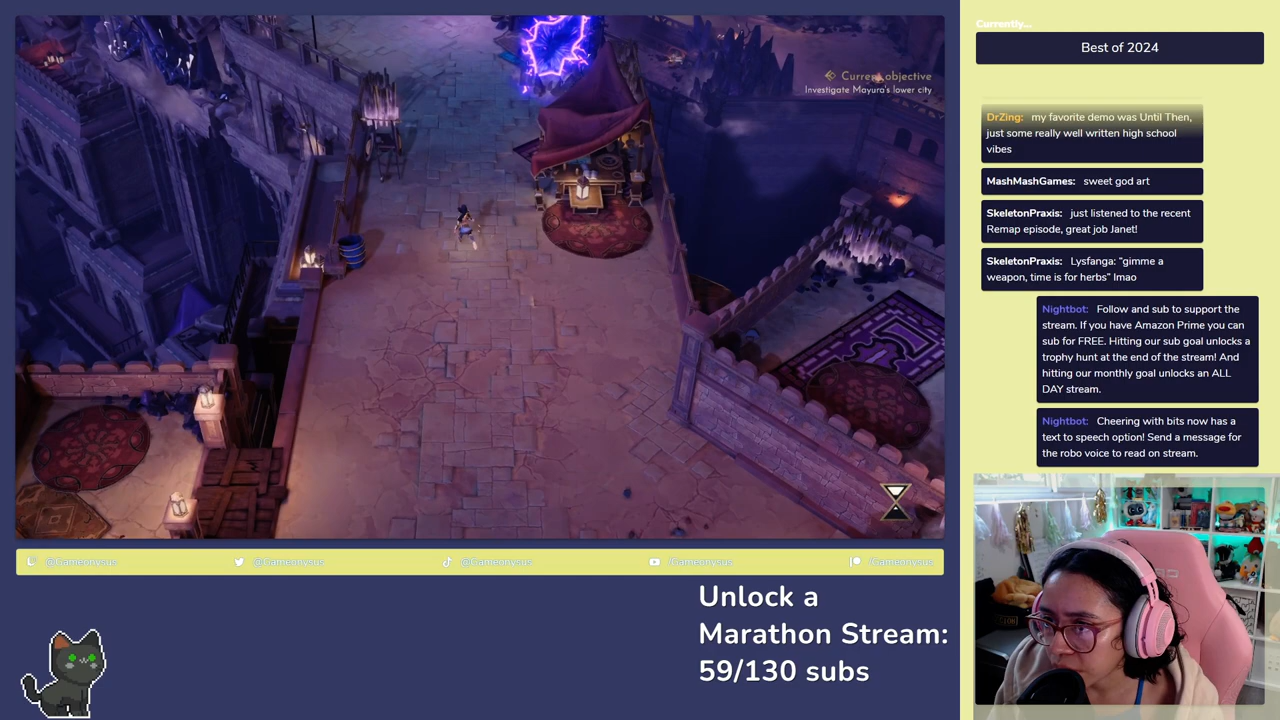 Current objective
Investigate Mayura's lower city
Currently...
Best of 2024
DrZing: my favorite demo was Until Then,
just some really well written high school
vibes
MashMashGames: sweet god art
SkeletonPraxis: just listened to the recent
Remap episode, great job Janet!
SkeletonPraxis: Lysfanga: "gimme a
weapon, time is for herbs" lmao
Nightbot: Follow and sub to support the
stream. If you have Amazon Prime you can
sub for FREE. Hitting our sub goal unlocks a
trophy hunt at the end of the stream! And
hitting our monthly goal unlocks an ALL
DAY stream.
Nightbot: Cheering with bits now has a
text to speech option! Send a message for
the robo voice to read on stream.
@Gameonysus
@Gameonysus
@Gameonysus
/Gameonysus
/Gameonysus
Unlock a
Marathon Stream:
59/130 subs